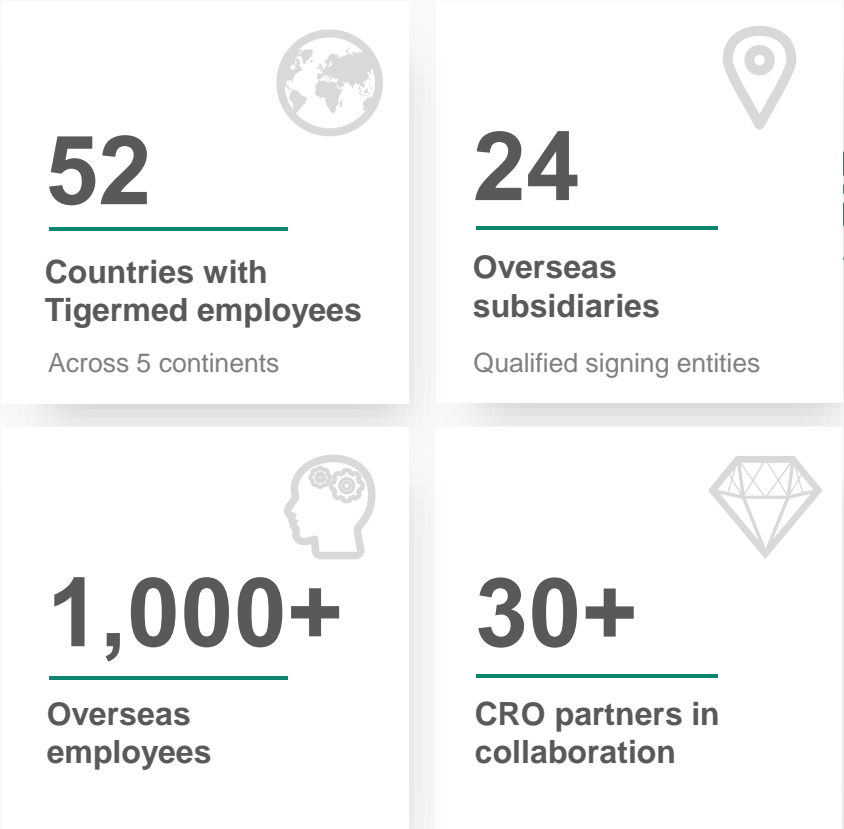 52
Countries with
Tigermed employees
Across 5 continents
24
Overseas
subsidiaries
Qualified signing entities
1,000+
Overseas
employees
30+
CRO partners in
collaboration